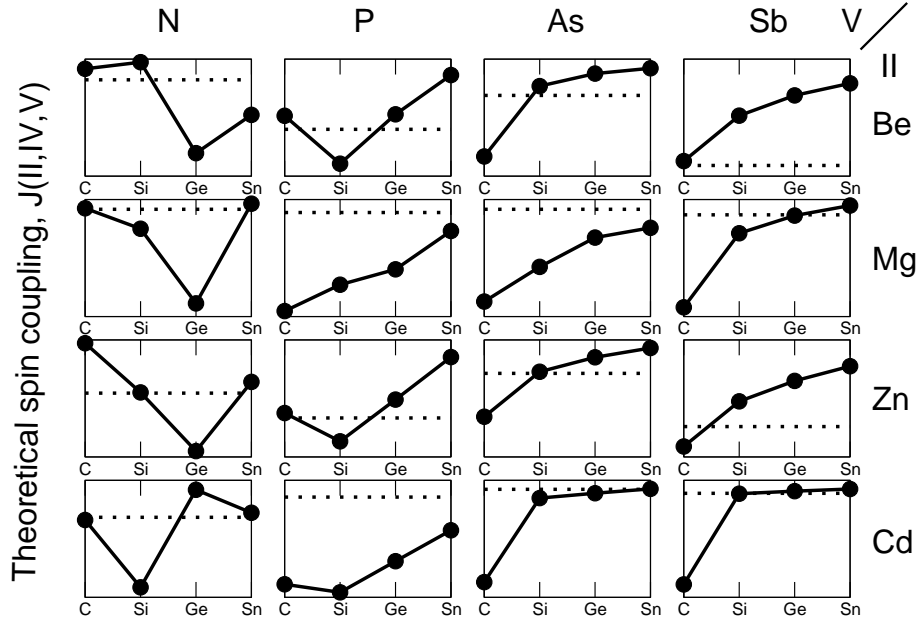 N P As Sb V
II
Theoretical spin coupling, J(II,IV,V)
Be
C Si Ge Sn C Si Ge Sn C Si Ge Sn C Si Ge Sn
Mg
C Si Ge Sn C Si Ge Sn C Si Ge Sn C Si Ge Sn
Zn
C Si Ge Sn C Si Ge Sn C Si Ge Sn C Si Ge Sn
Cd
C Si Ge Sn C Si Ge Sn C Si Ge Sn C Si Ge Sn